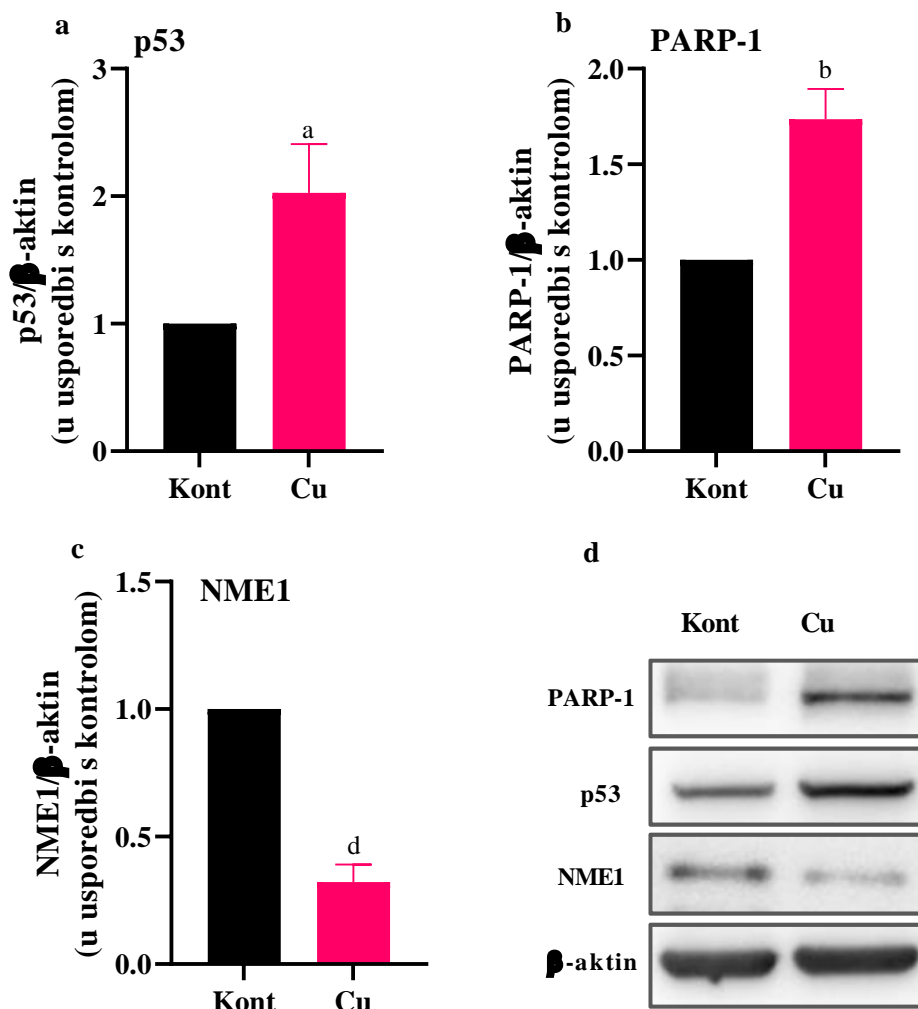 a
p53
p53/β-aktin
(u usporedbi s kontrolom)
3
2
1
0
a
Kont
Cu
b
PARP-1
PARP-1/β-aktin
(u usporedbi s kontrolom)
2.0
1.5
1.0
0.5
0.0
b
Kont
Cu
c
NME1
NME1/β-aktin
(u usporedbi s kontrolom)
1.5
1.0
0.5
0.0
d
Kont
Cu
d
Kont Cu
PARP-1
p53
NME1
β-aktin